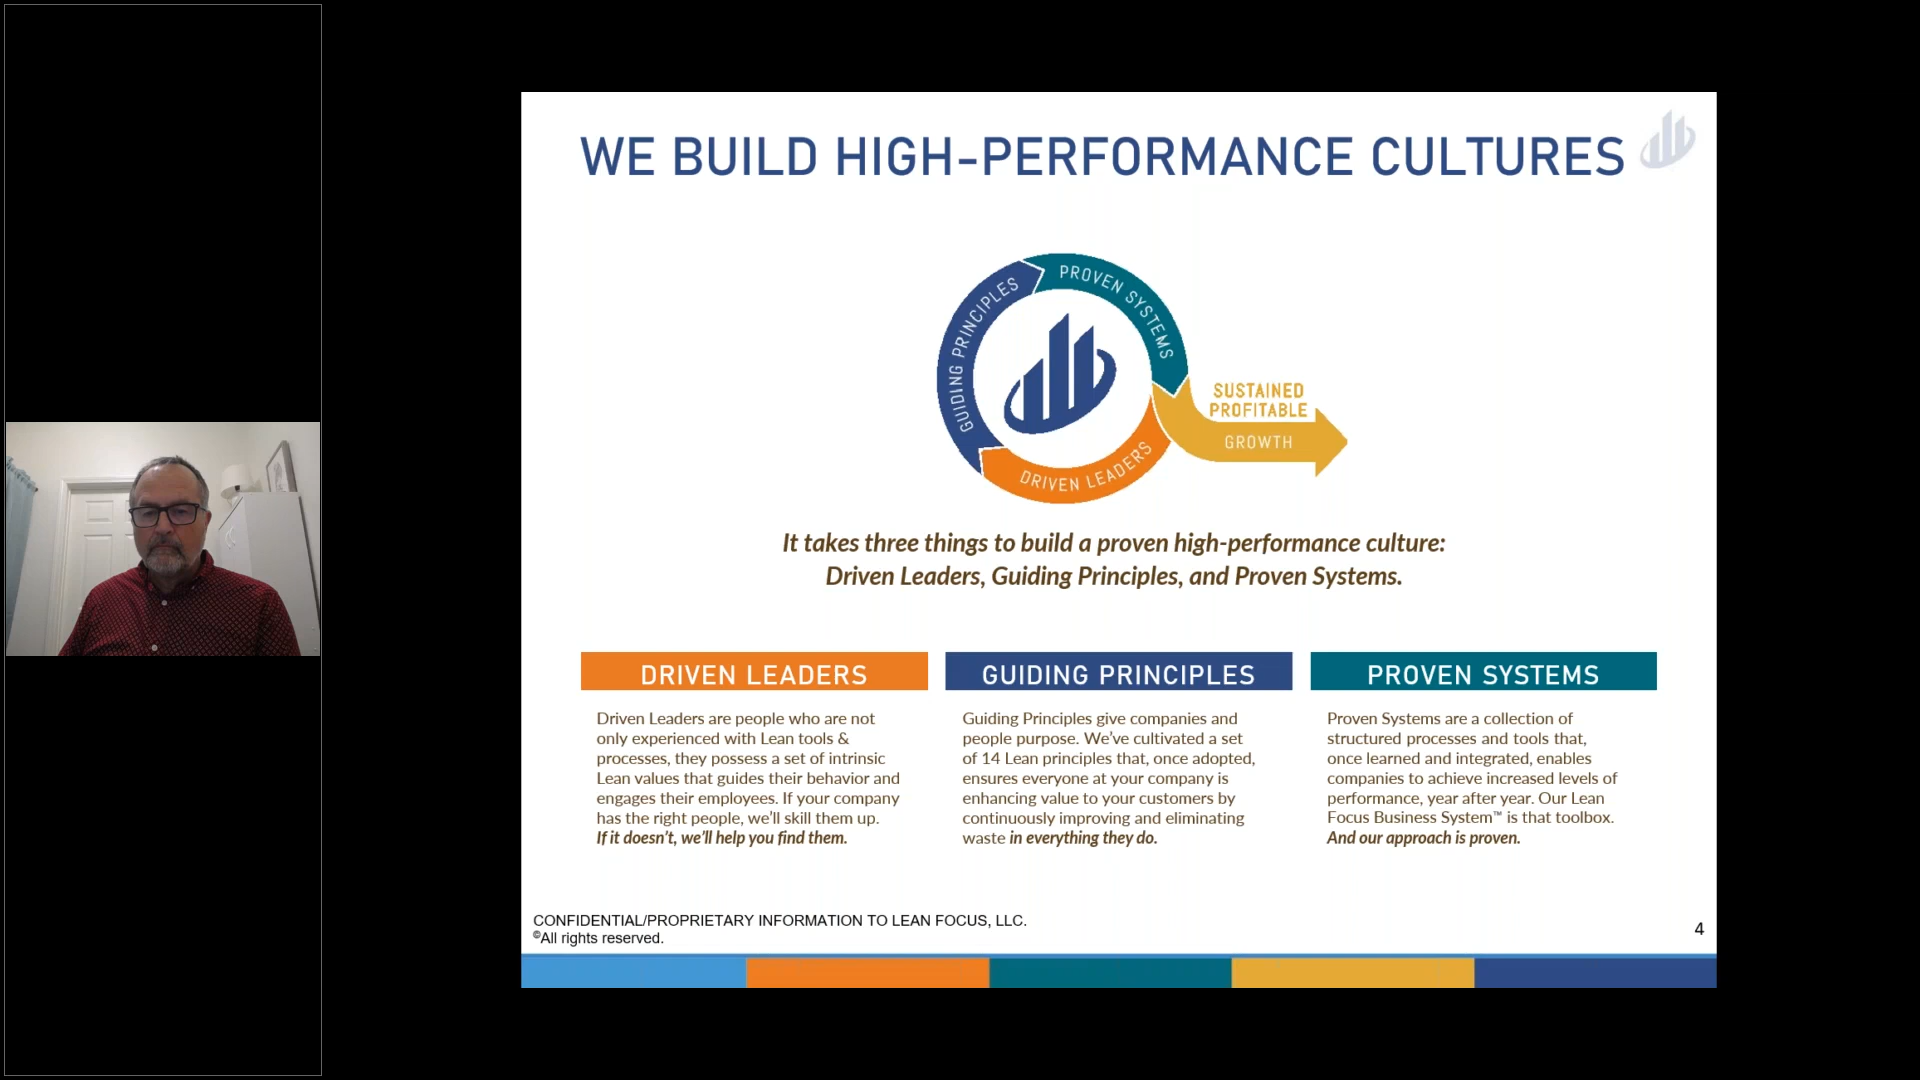 WE BUILD HIGH-PERFORMANCE CULTURES
GUIDING PRINCIPLES
PROVEN SYSTEMS
DRIVEN LEADERS
SUSTAINED
PROFITABLE
GROWTH
It takes three things to build a proven high-performance culture:
Driven Leaders, Guiding Principles, and Proven Systems.
DRIVEN LEADERS
Driven Leaders are people who are not
only experienced with Lean tools &
processes, they possess a set of intrinsic
Lean values that guides their behavior and
engages their employees. If your company
has the right people, we'll skill them up.
If it doesn't, we'll help you find them.
GUIDING PRINCIPLES
Guiding Principles give companies and
people purpose. We've cultivated a set
of 14 Lean principles that, once adopted,
ensures everyone at your company is
enhancing value to your customers by
continuously improving and eliminating
waste in everything they do.
PROVEN SYSTEMS
Proven Systems are a collection of
structured processes and tools that,
once learned and integrated, enables
companies to achieve increased levels of
performance, year after year. Our Lean
Focus Business System™ is that toolbox.
And our approach is proven.
CONFIDENTIAL/PROPRIETARY INFORMATION TO LEAN FOCUS, LLC.
©All rights reserved.
4